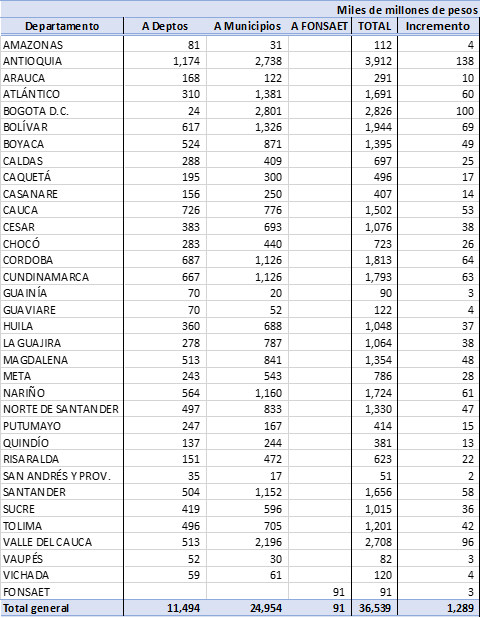 Miles de millones de pesos
Departamento A Deptos A Municipios A FONSAET TOTAL Incremento
AMAZONAS 81 31 112 4
ANTIOQUIA 1,174 2,738 3,912 138
ARAUCA 168 122 291 10
ATLÁNTICO 310 1,381 1,691 60
BOGOTA D.C. 24 2,801 2,826 100
BOLÍVAR 617 1,326 1,944 69
BOYACA 524 871 1,395 49
CALDAS 288 409 697 25
CAQUETÁ 195 300 496 17
CASANARE 156 250 407 14
CAUCA 726 776 1,502 53
CESAR 383 693 1,076 38
CHOCÓ 283 440 723 26
CORDOBA 687 1,126 1,813 64
CUNDINAMARCA 667 1,126 1,793 63
GUAINÍA 70 20 90 3
GUAVIARE 70 52 122 4
HUILA 360 688 1,048 37
LA GUAJIRA 278 787 1,064 38
MAGDALENA 513 841 1,354 48
META 243 543 786 28
NARIÑO 564 1,160 1,724 61
NORTE DE SANTANDER 497 833 1,330 47
PUTUMAYO 247 167 414 15
QUINDÍO 137 244 381 13
RISARALDA 151 472 623 22
SAN ANDRÉS Y PROV. 35 17 51 2
SANTANDER 504 1,152 1,656 58
SUCRE 419 596 1,015 36
TOLIMA 496 705 1,201 42
VALLE DEL CAUCA 513 2,196 2,708 96
VAUPÉS 52 30 82 3
VICHADA 59 61 120 4
FONSAET 91 91 3
Total general 11,494 24,954 91 36,539 1,289